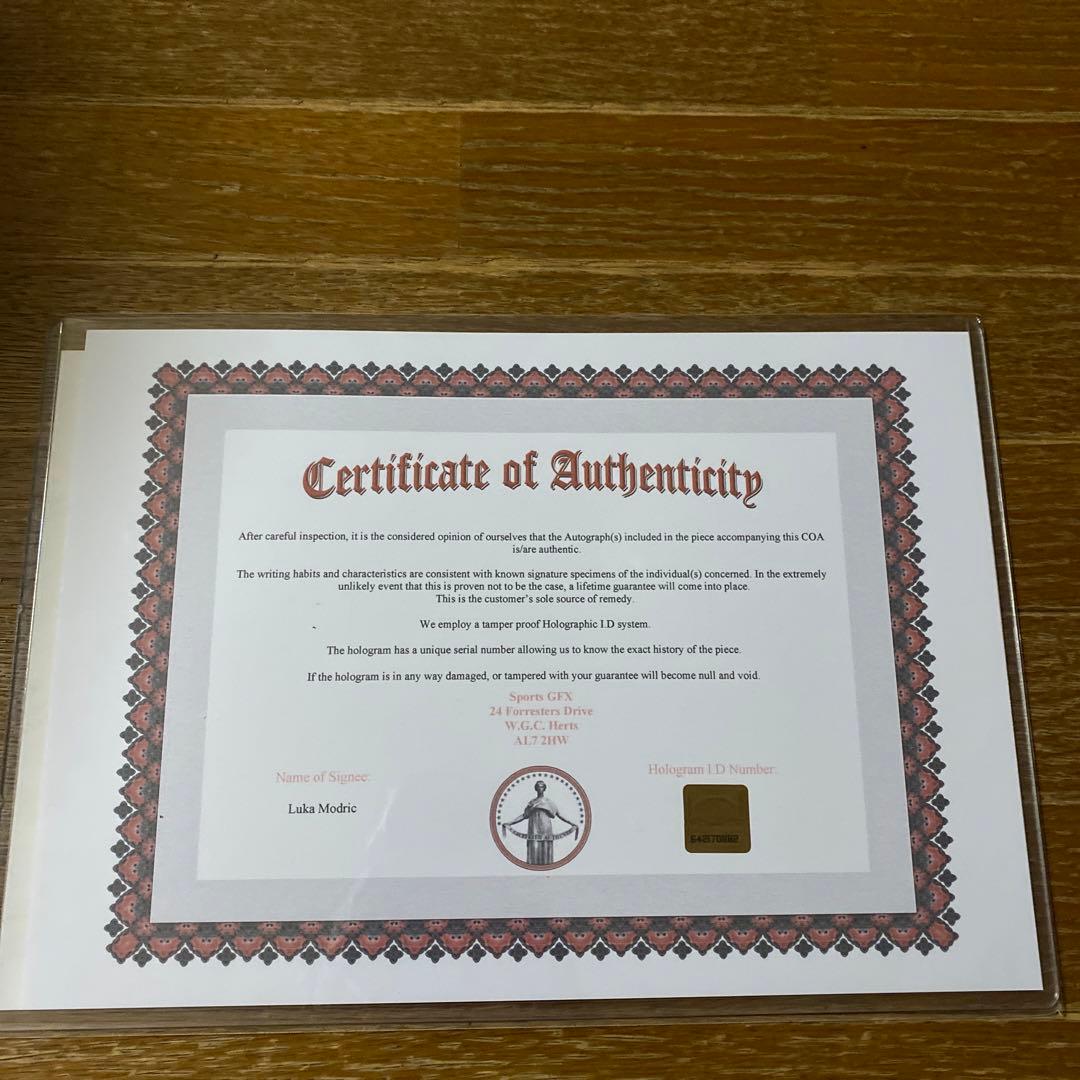 Certificate of Authenticity
After careful inspection, it is the considered opinion of ourselves that the Autograph(s) included in the piece accompanying this COA
is/are authentic.
The writing habits and characteristics are consistent with known signature specimens of the individual(s) concerned. In the extremely
unlikely event that this is proven not to be the case, a lifetime guarantee will come into place.
This is the customer's sole source of remedy.
We employ a tamper proof Holographic I.D system.
The hologram has a unique serial number allowing us to know the exact history of the piece.
If the hologram is in any way damaged, or tampered with your guarantee will become null and void.
Sports GFX
24 Forresters Drive
W.G.C. Herts
AL7 2HW
Name of Signee:
Hologram I.D Number:
Luka Modric